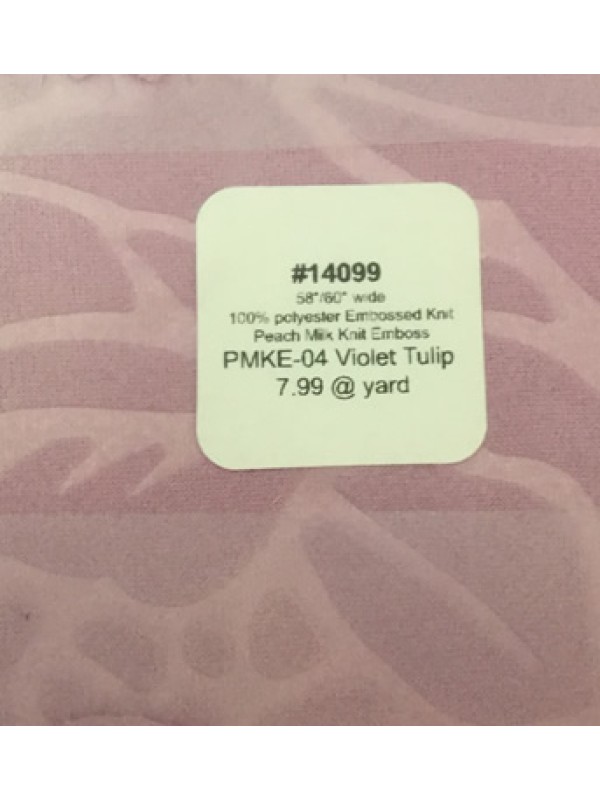 #14099
58"/60" wide
100% polyester Embossed Knit
Peach Milk Knit Emboss
PMKE-04 Violet Tulip
7.99 @ yard